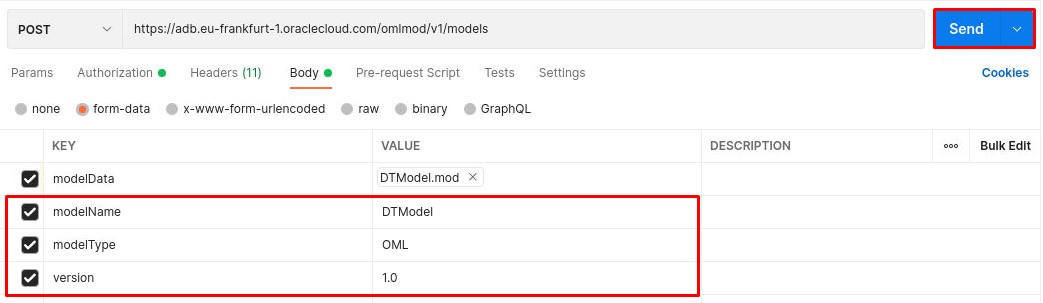 POST https://adb.eu-frankfurt-1.oraclecloud.com/omlmod/v1/models Send
Params Authorization Headers (11) Body Pre-request Script Tests Settings Cookies
none form-data x-www-form-urlencoded raw binary GraphQL
KEY VALUE DESCRIPTION ooo Bulk Edit
modelData DTModel.mod ×
modelName DTModel
modelType OML
version 1.0